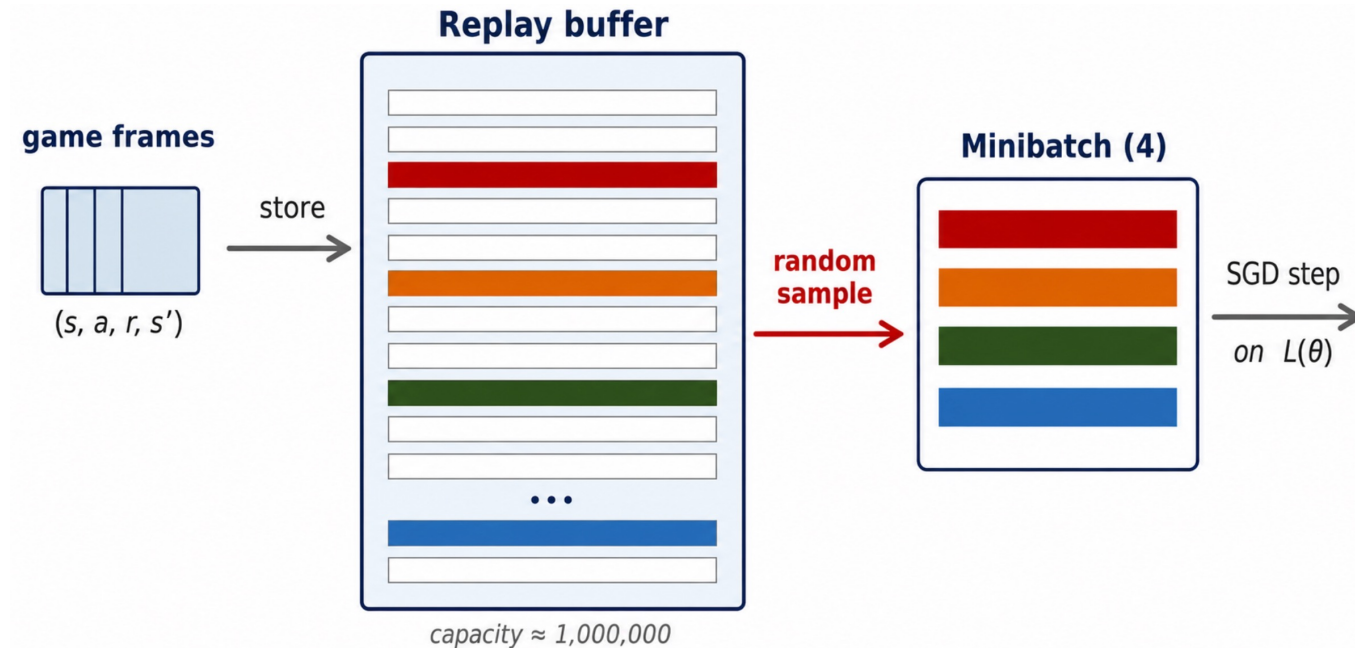 Replay buffer
game frames
(s, a, r, s’)
store
• • •
capacity ≈ 1,000,000
random
sample
Minibatch (4)
SGD step
on L(θ)